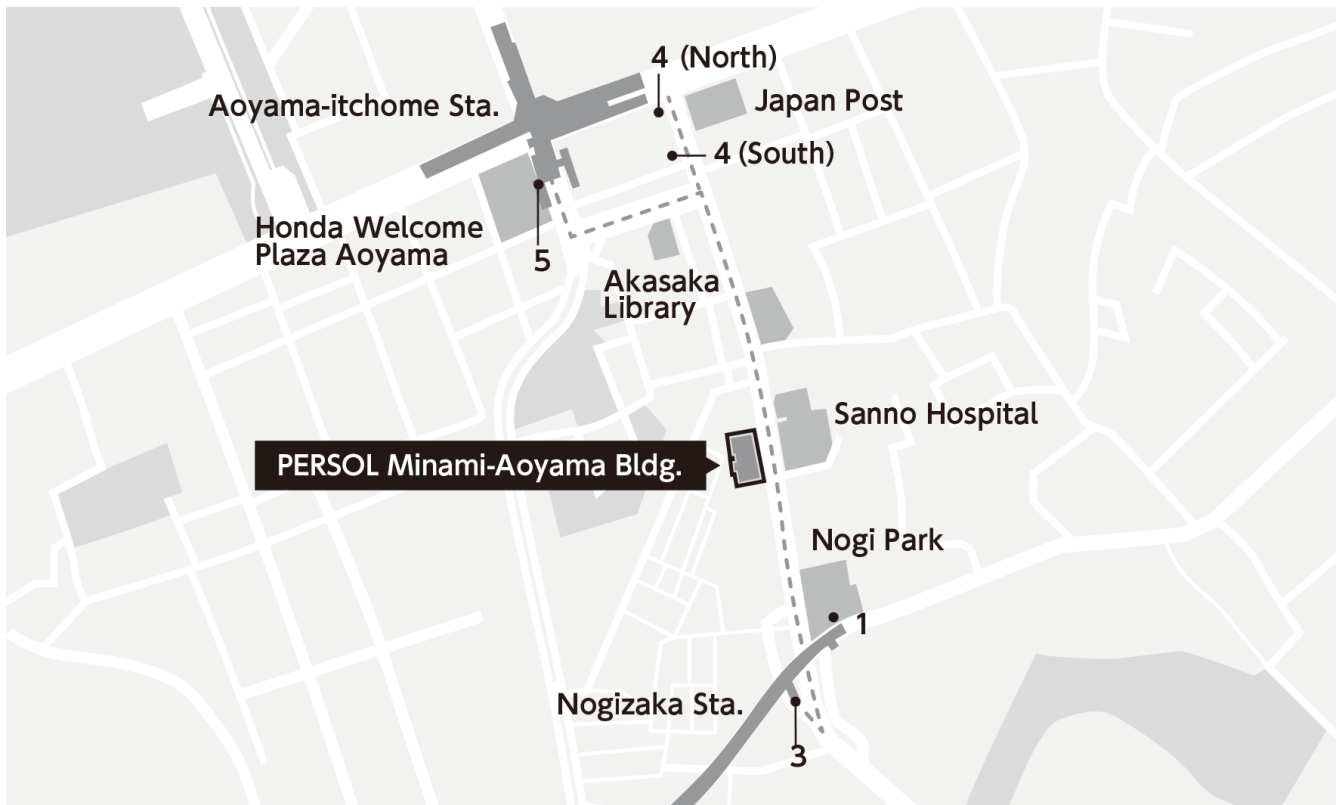 4 (North)
Aoyama-itchome Sta.
Japan Post
4 (South)
Honda Welcome
Plaza Aoyama
5
Akasaka
Library
Sanno Hospital
PERSOL Minami-Aoyama Bldg.
Nogi Park
1
Nogizaka Sta.
3